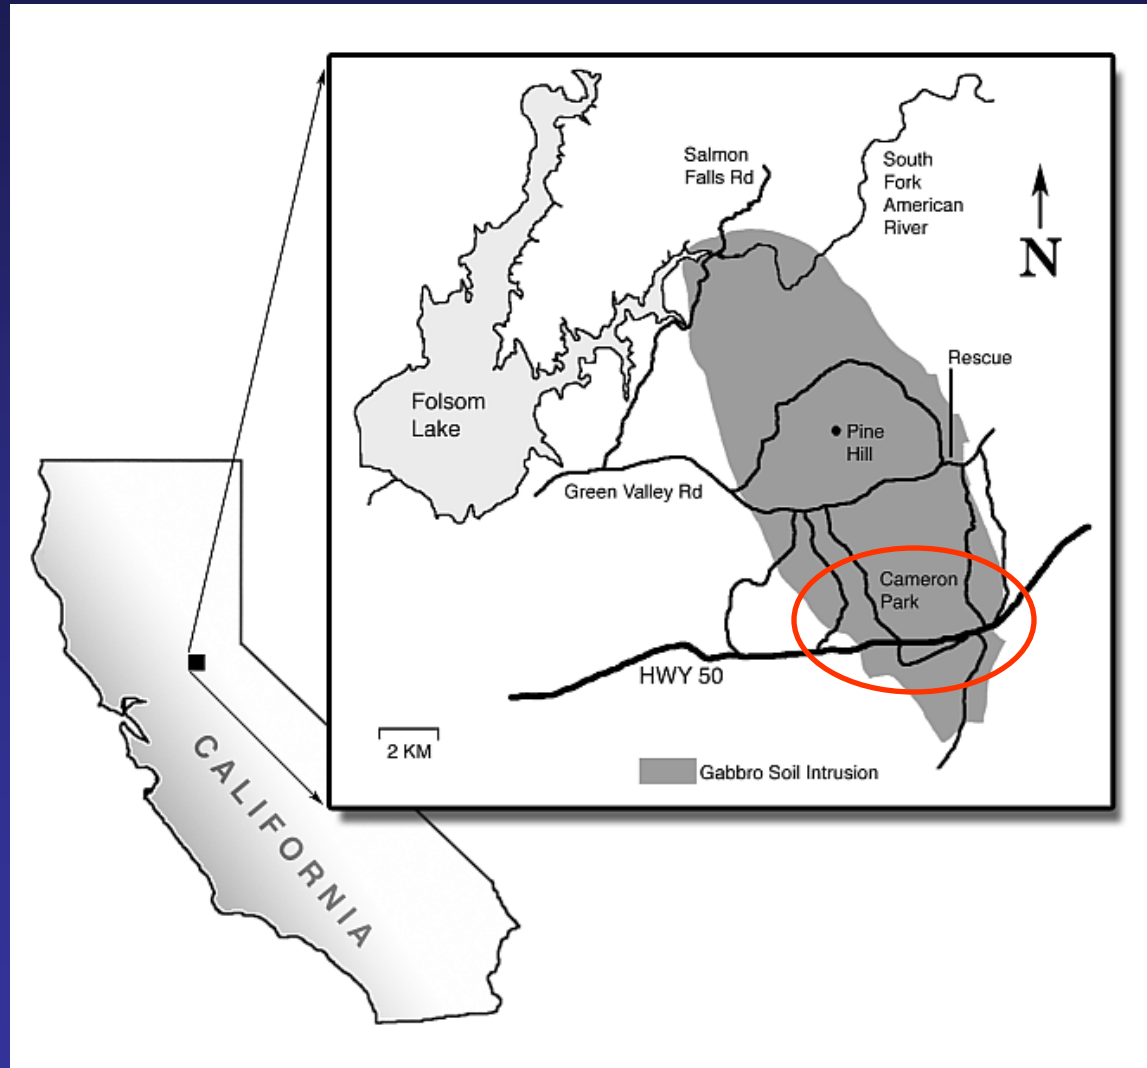 Salmon
Falls Rd
South
Fork
American
River
N
Rescue
Folsom
Lake
Pine
Hill
Green Valley Rd
Cameron
Park
HWY 50
2 KM
Gabbro Soil Intrusion
CALIFORNIA